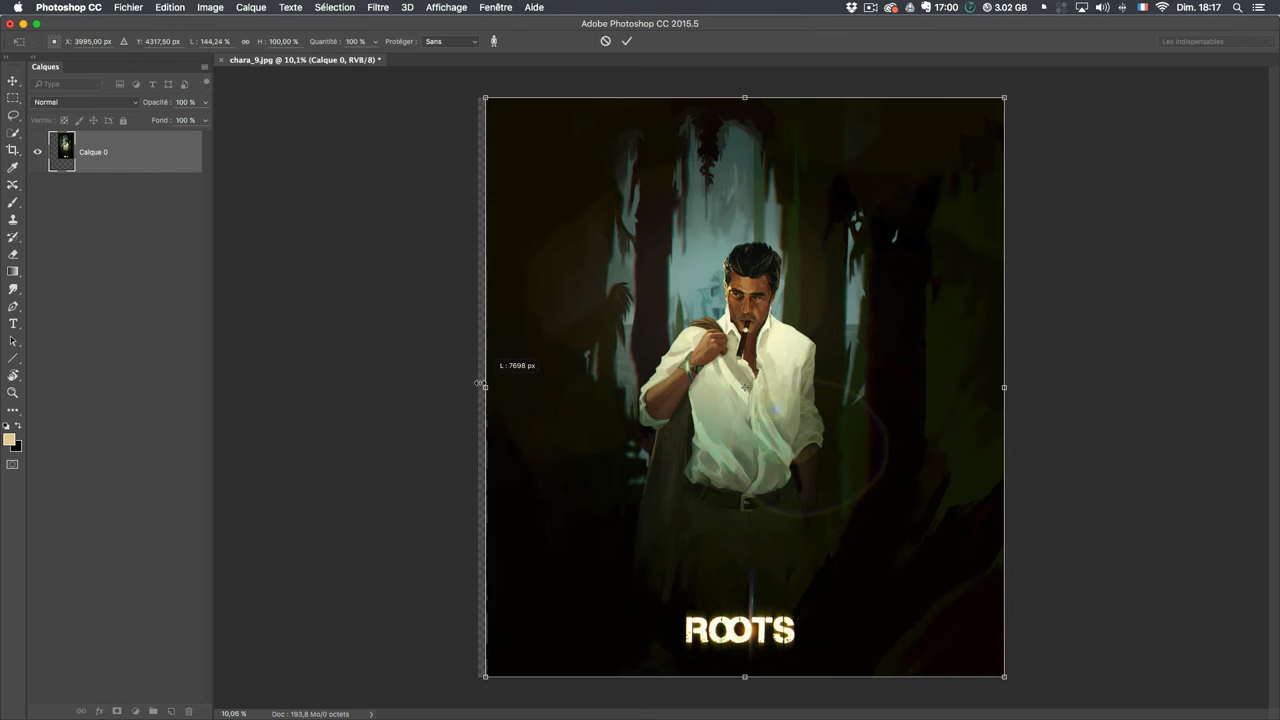 Photoshop CC Fichier Edition Image Calque Texte Sélection Filtre 3D Affichage Fenêtre Aide 17:00 3.02 GB Dim. 18:17
Adobe Photoshop CC 2015.5
X: 3995,00 px Y: 4317,50 px L: 144,24 % H: 100,00 % Quantité : 100 % Protéger : Sans Les indispensables
Calques
chara_9.jpg @ 10,1% (Calque 0, RVB/8) *
Type
Normal Opacité : 100 %
Verrou : Fond : 100 %
Calque 0
L : 7698 px
ROOTS
10,06 % Doc : 193,8 Mo/0 octets